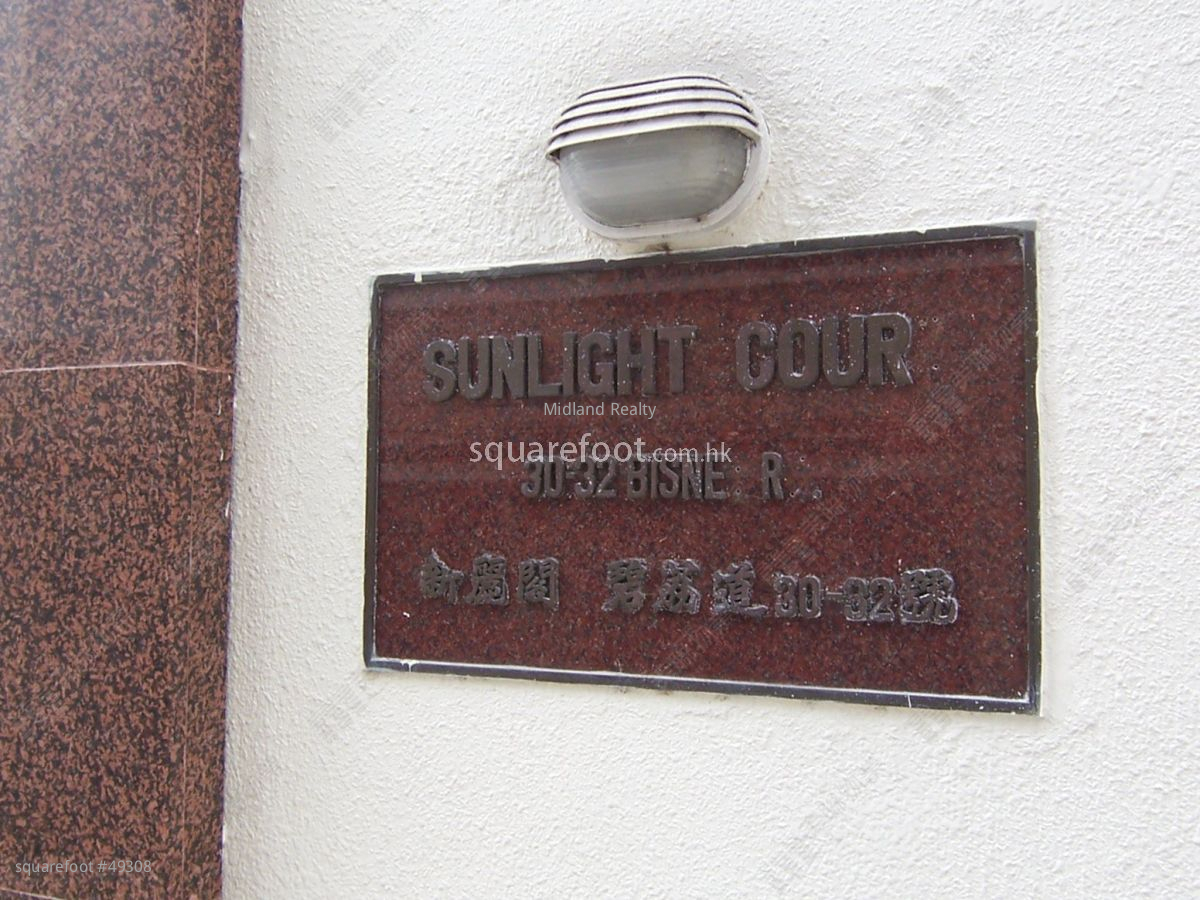 SUNLIGHT COUR
Midland Realty
squarefoot.com.hk
30-32 BISNE R
新麗閣 碧荔道 30-32號
squarefoot #49308